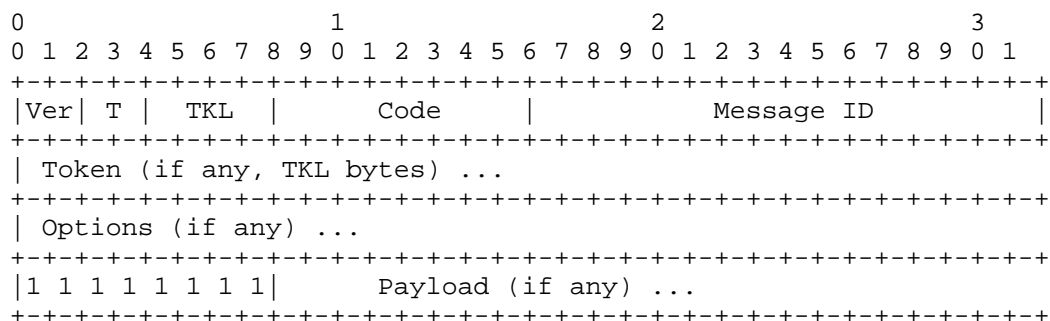 0                   1                   2                   3
0 1 2 3 4 5 6 7 8 9 0 1 2 3 4 5 6 7 8 9 0 1 2 3 4 5 6 7 8 9 0 1
+-+-+-+-+-+-+-+-+-+-+-+-+-+-+-+-+-+-+-+-+-+-+-+-+-+-+-+-+-+-+-+-+
|Ver| T |  TKL  |      Code     |           Message ID          |
+-+-+-+-+-+-+-+-+-+-+-+-+-+-+-+-+-+-+-+-+-+-+-+-+-+-+-+-+-+-+-+-+
| Token (if any, TKL bytes) ...
+-+-+-+-+-+-+-+-+-+-+-+-+-+-+-+-+-+-+-+-+-+-+-+-+-+-+-+-+-+-+-+-+
| Options (if any) ...
+-+-+-+-+-+-+-+-+-+-+-+-+-+-+-+-+-+-+-+-+-+-+-+-+-+-+-+-+-+-+-+-+
|1 1 1 1 1 1 1 1|      Payload (if any) ...
+-+-+-+-+-+-+-+-+-+-+-+-+-+-+-+-+-+-+-+-+-+-+-+-+-+-+-+-+-+-+-+-+